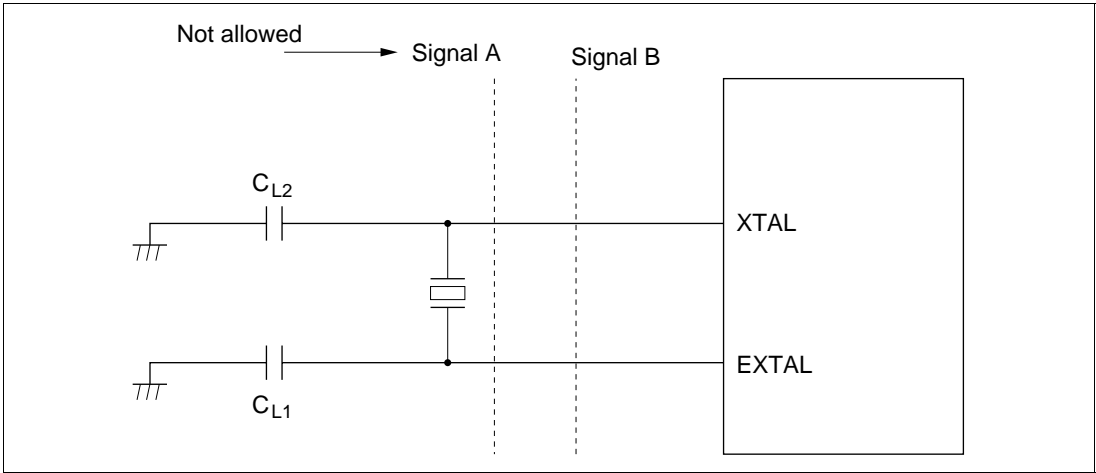 Not allowed
Signal A
Signal B
CL2
XTAL
EXTAL
CL1